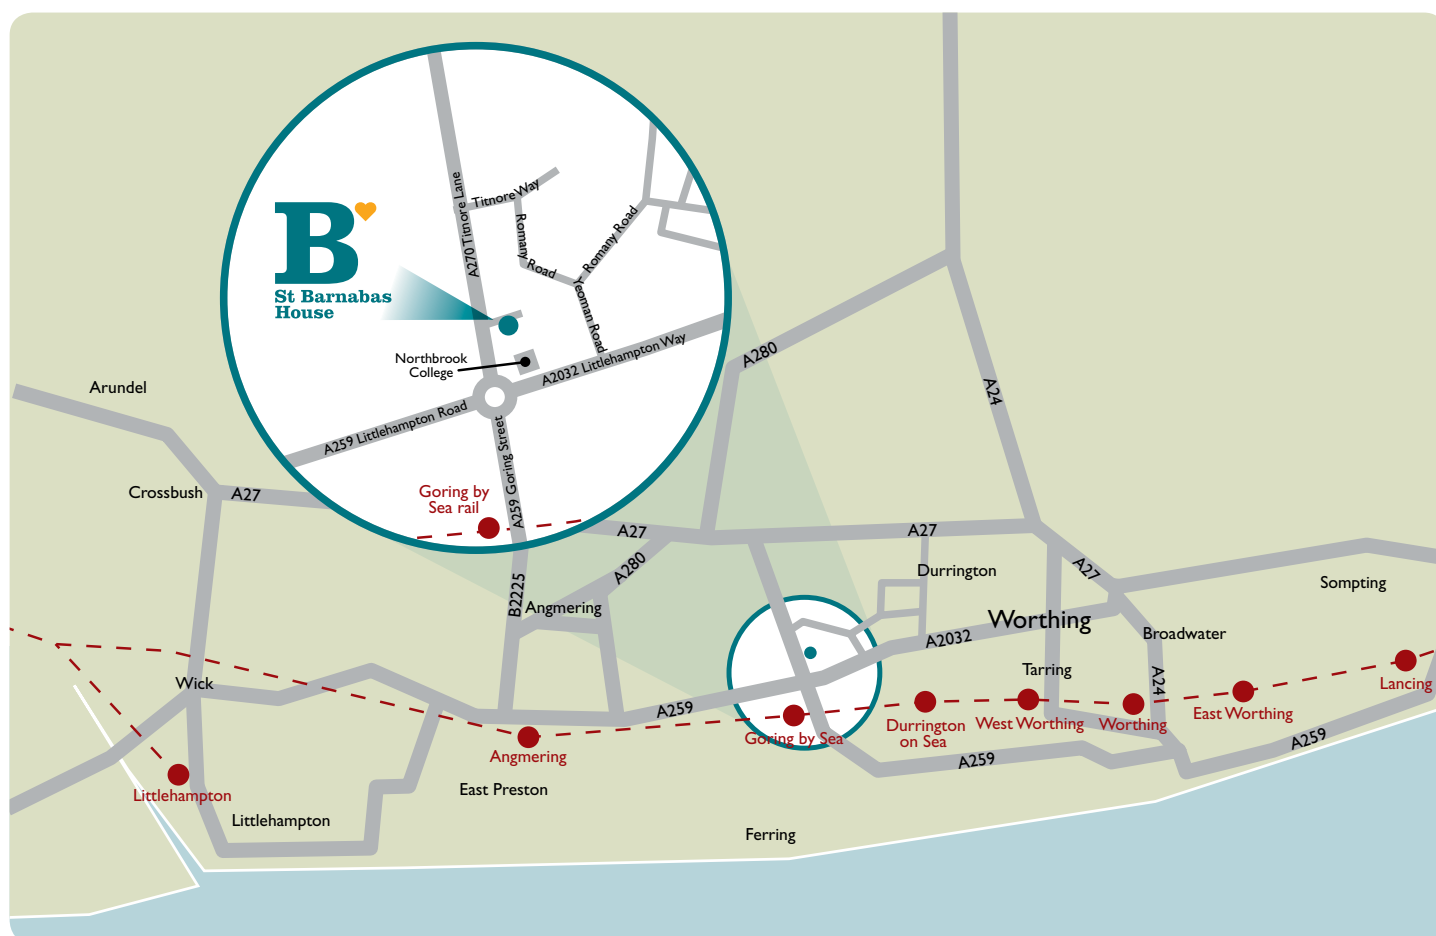 A270 Titnore Lane
Titnore Way
Romany
Road
Romany Road
Yeoman Road
B
St Barnabas
House
Northbrook
College
A2032 Littlehampton Way
A259 Littlehampton Road
A259 Goring Street
Goring by
Sea rail
Arundel
Crossbush
A27
A280
A24
A27
A27
A280
B2225
Angmering
Durrington
A27
Sompting
Worthing
Broadwater
A2032
Tarring
A24
Wick
Lancing
A259
East Worthing
Goring by Sea
Durrington
on Sea
West Worthing
Worthing
Angmering
A259
A259
Littlehampton
East Preston
Littlehampton
Ferring